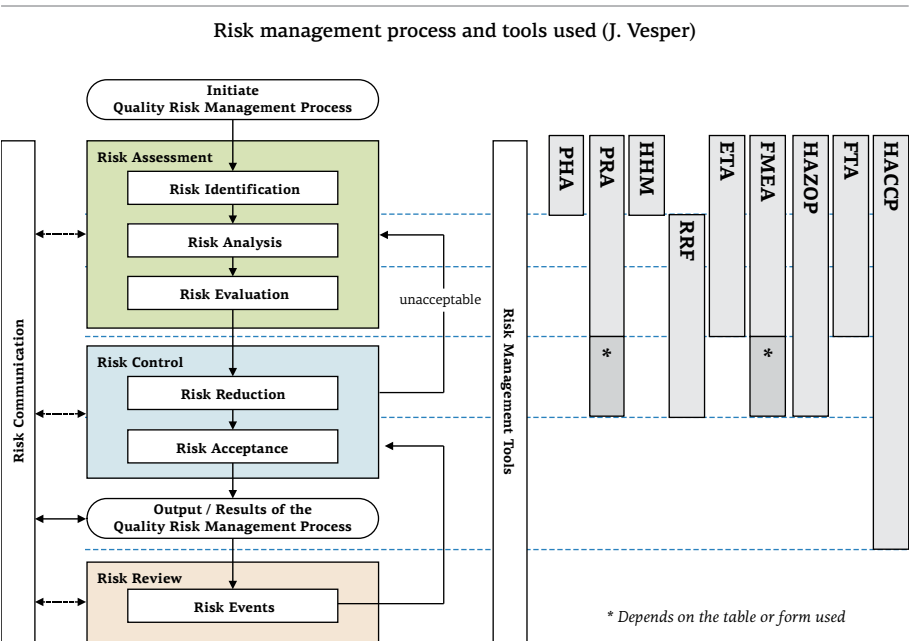 Risk management process and tools used (J. Vesper)
Initiate
Quality Risk Management Process
Risk Communication
Risk Assessment
Risk Identification
Risk Analysis
Risk Evaluation
unacceptable
Risk Control
Risk Reduction
Risk Acceptance
Output / Results of the
Quality Risk Management Process
Risk Review
Risk Events
Risk Management Tools
PHA
PRA
*
HHM
RRF
ETA
FMEA
*
HAZOP
FTA
HACCP
* Depends on the table or form used